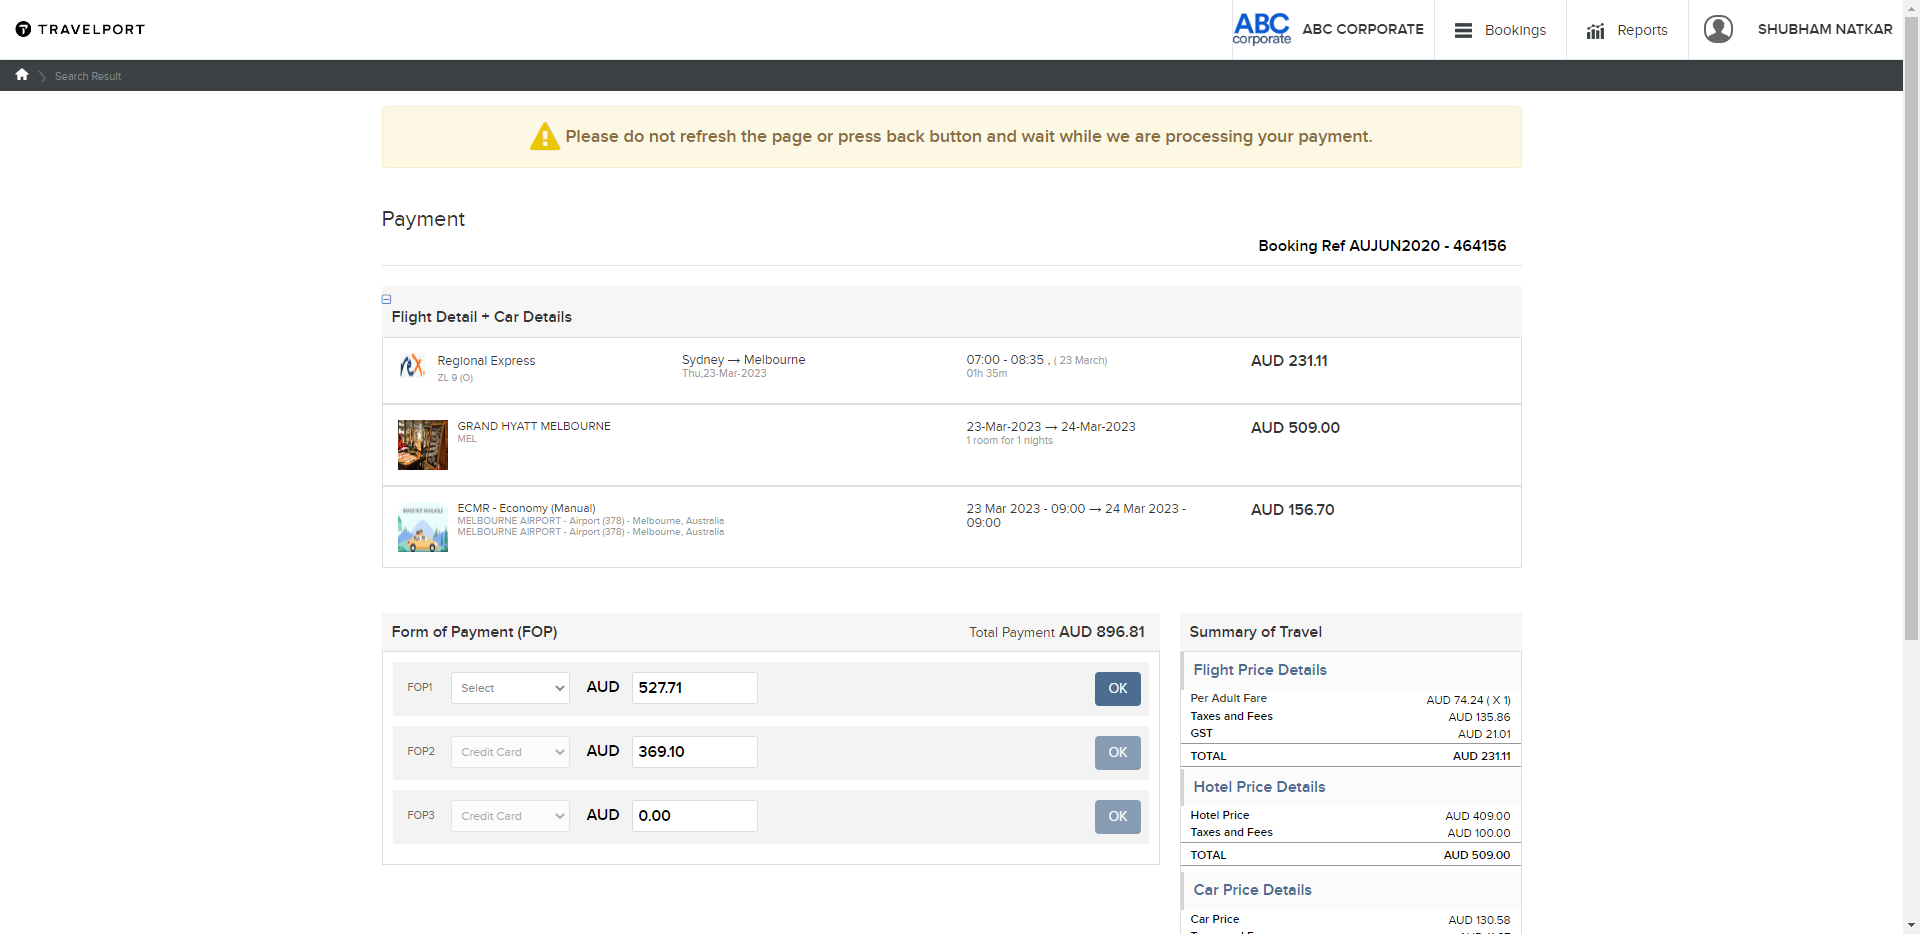 TRAVELPORT
ABC
corporate
ABC CORPORATE
Bookings
Reports
SHUBHAM NATKAR
Search Result
Please do not refresh the page or press back button and wait while we are processing your payment.
Payment
Booking Ref AUJUN2020 - 464156
Flight Detail + Car Details
rex
Regional Express
ZL 9 (O)
Sydney → Melbourne
Thu,23-Mar-2023
07:00 - 08:35 , ( 23 March)
01h 35m
AUD 231.11
GRAND HYATT MELBOURNE
MEL
23-Mar-2023 → 24-Mar-2023
1 room for 1 nights
AUD 509.00
IMAGE NOT AVAILABLE
ECMR - Economy (Manual)
MELBOURNE AIRPORT - Airport (378) - Melbourne, Australia
MELBOURNE AIRPORT - Airport (378) - Melbourne, Australia
23 Mar 2023 - 09:00 → 24 Mar 2023 -
09:00
AUD 156.70
Form of Payment (FOP)
Total Payment AUD 896.81
FOP1 Select AUD 527.71 OK
FOP2 Credit Card AUD 369.10 OK
FOP3 Credit Card AUD 0.00 OK
Summary of Travel
Flight Price Details
Per Adult Fare AUD 74.24 ( X 1)
Taxes and Fees AUD 135.86
GST AUD 21.01
TOTAL AUD 231.11
Hotel Price Details
Hotel Price AUD 409.00
Taxes and Fees AUD 100.00
TOTAL AUD 509.00
Car Price Details
Car Price AUD 130.58